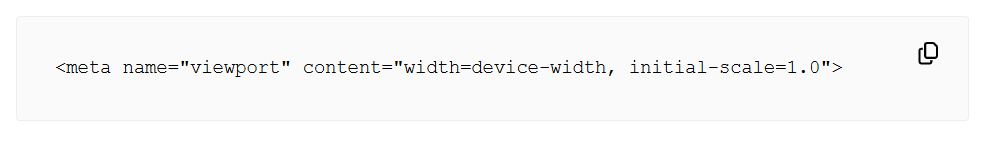 <meta name="viewport" content="width=device-width, initial-scale=1.0">